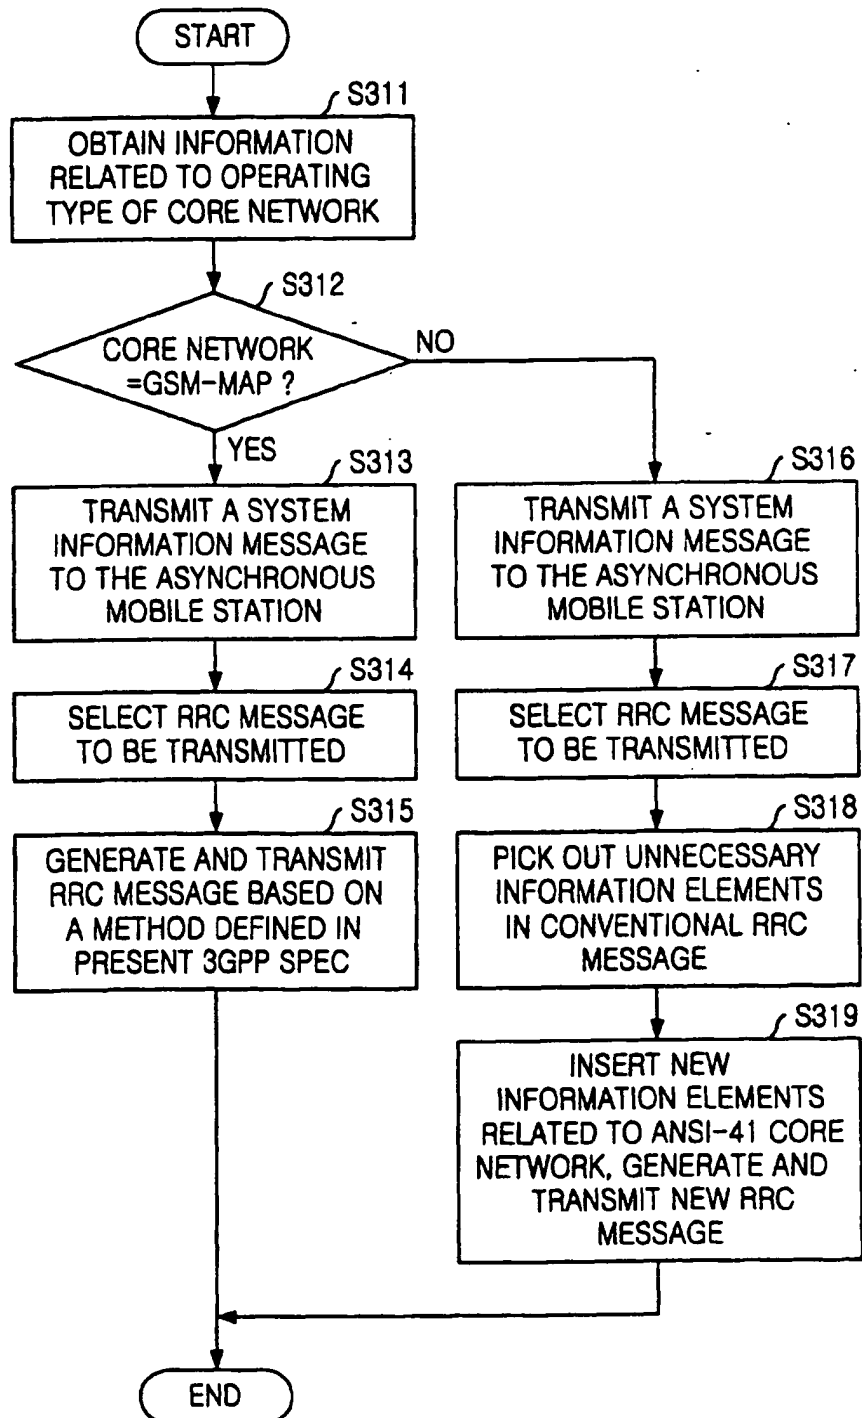 START
S311
OBTAIN INFORMATION
RELATED TO OPERATING
TYPE OF CORE NETWORK
S312
CORE NETWORK
=GSM-MAP ?
NO
YES
S313
TRANSMIT A SYSTEM
INFORMATION MESSAGE
TO THE ASYNCHRONOUS
MOBILE STATION
S314
SELECT RRC MESSAGE
TO BE TRANSMITTED
S315
GENERATE AND TRANSMIT
RRC MESSAGE BASED ON
A METHOD DEFINED IN
PRESENT 3GPP SPEC
S316
TRANSMIT A SYSTEM
INFORMATION MESSAGE
TO THE ASYNCHRONOUS
MOBILE STATION
S317
SELECT RRC MESSAGE
TO BE TRANSMITTED
S318
PICK OUT UNNECESSARY
INFORMATION ELEMENTS
IN CONVENTIONAL RRC
MESSAGE
S319
INSERT NEW
INFORMATION ELEMENTS
RELATED TO ANSI-41 CORE
NETWORK, GENERATE AND
TRANSMIT NEW RRC
MESSAGE
END